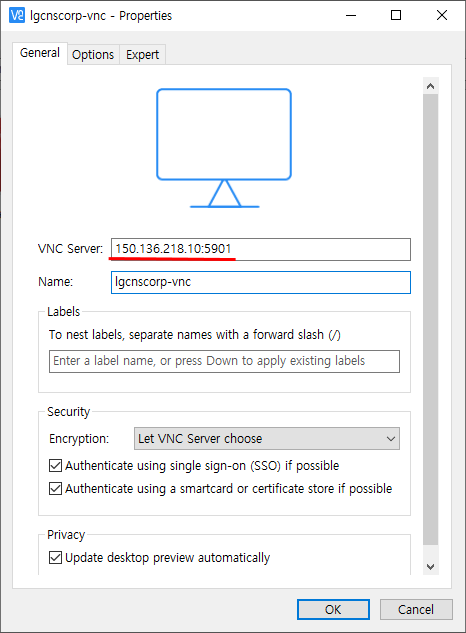 VS lgcnscorp-vnc - Properties
General Options Expert
VNC Server: 150.136.218.10:5901
Name: lgcnscorp-vnc
Labels
To nest labels, separate names with a forward slash (/)
Enter a label name, or press Down to apply existing labels
Security
Encryption: Let VNC Server choose
Authenticate using single sign-on (SSO) if possible
Authenticate using a smartcard or certificate store if possible
Privacy
Update desktop preview automatically
OK Cancel